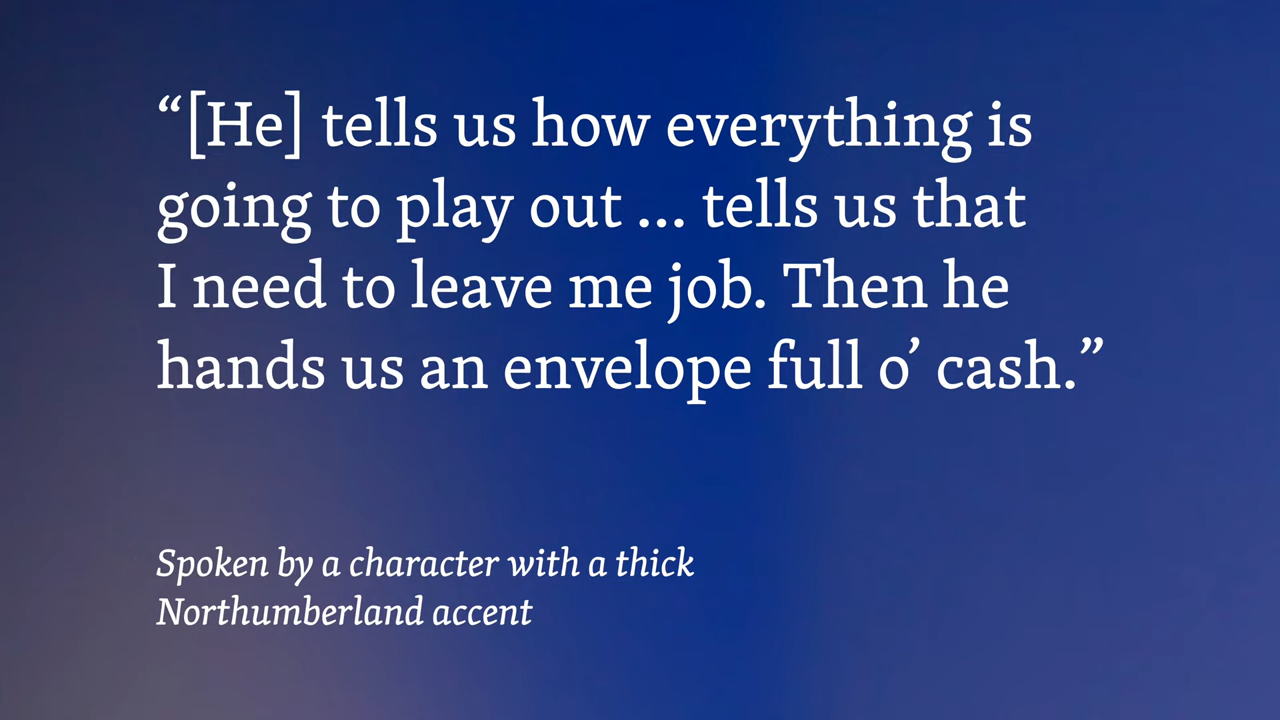 “[He] tells us how everything is
going to play out … tells us that
I need to leave me job. Then he
hands us an envelope full o’ cash.”
Spoken by a character with a thick
Northumberland accent